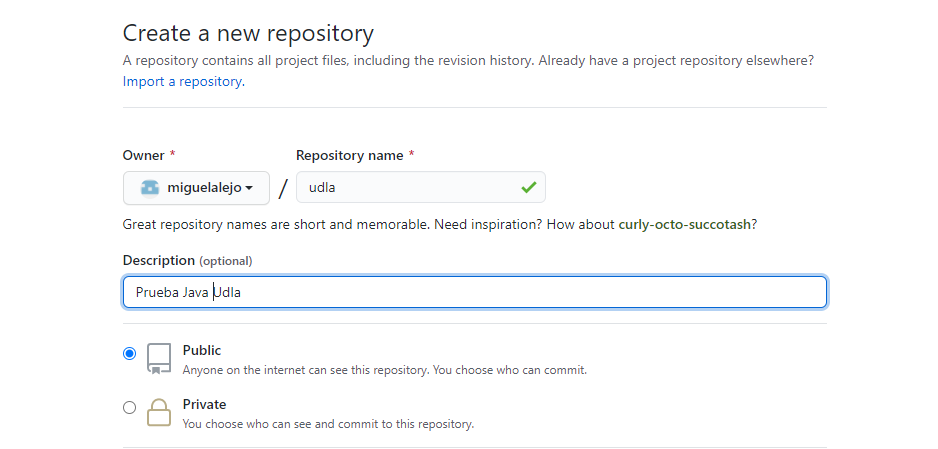 Create a new repository
A repository contains all project files, including the revision history. Already have a project repository elsewhere?
Import a repository.
Owner *
Repository name *
miguelalejo
/
udla
Great repository names are short and memorable. Need inspiration? How about curly-octo-succotash?
Description (optional)
Prueba Java Udla
Public
Anyone on the internet can see this repository. You choose who can commit.
Private
You choose who can see and commit to this repository.